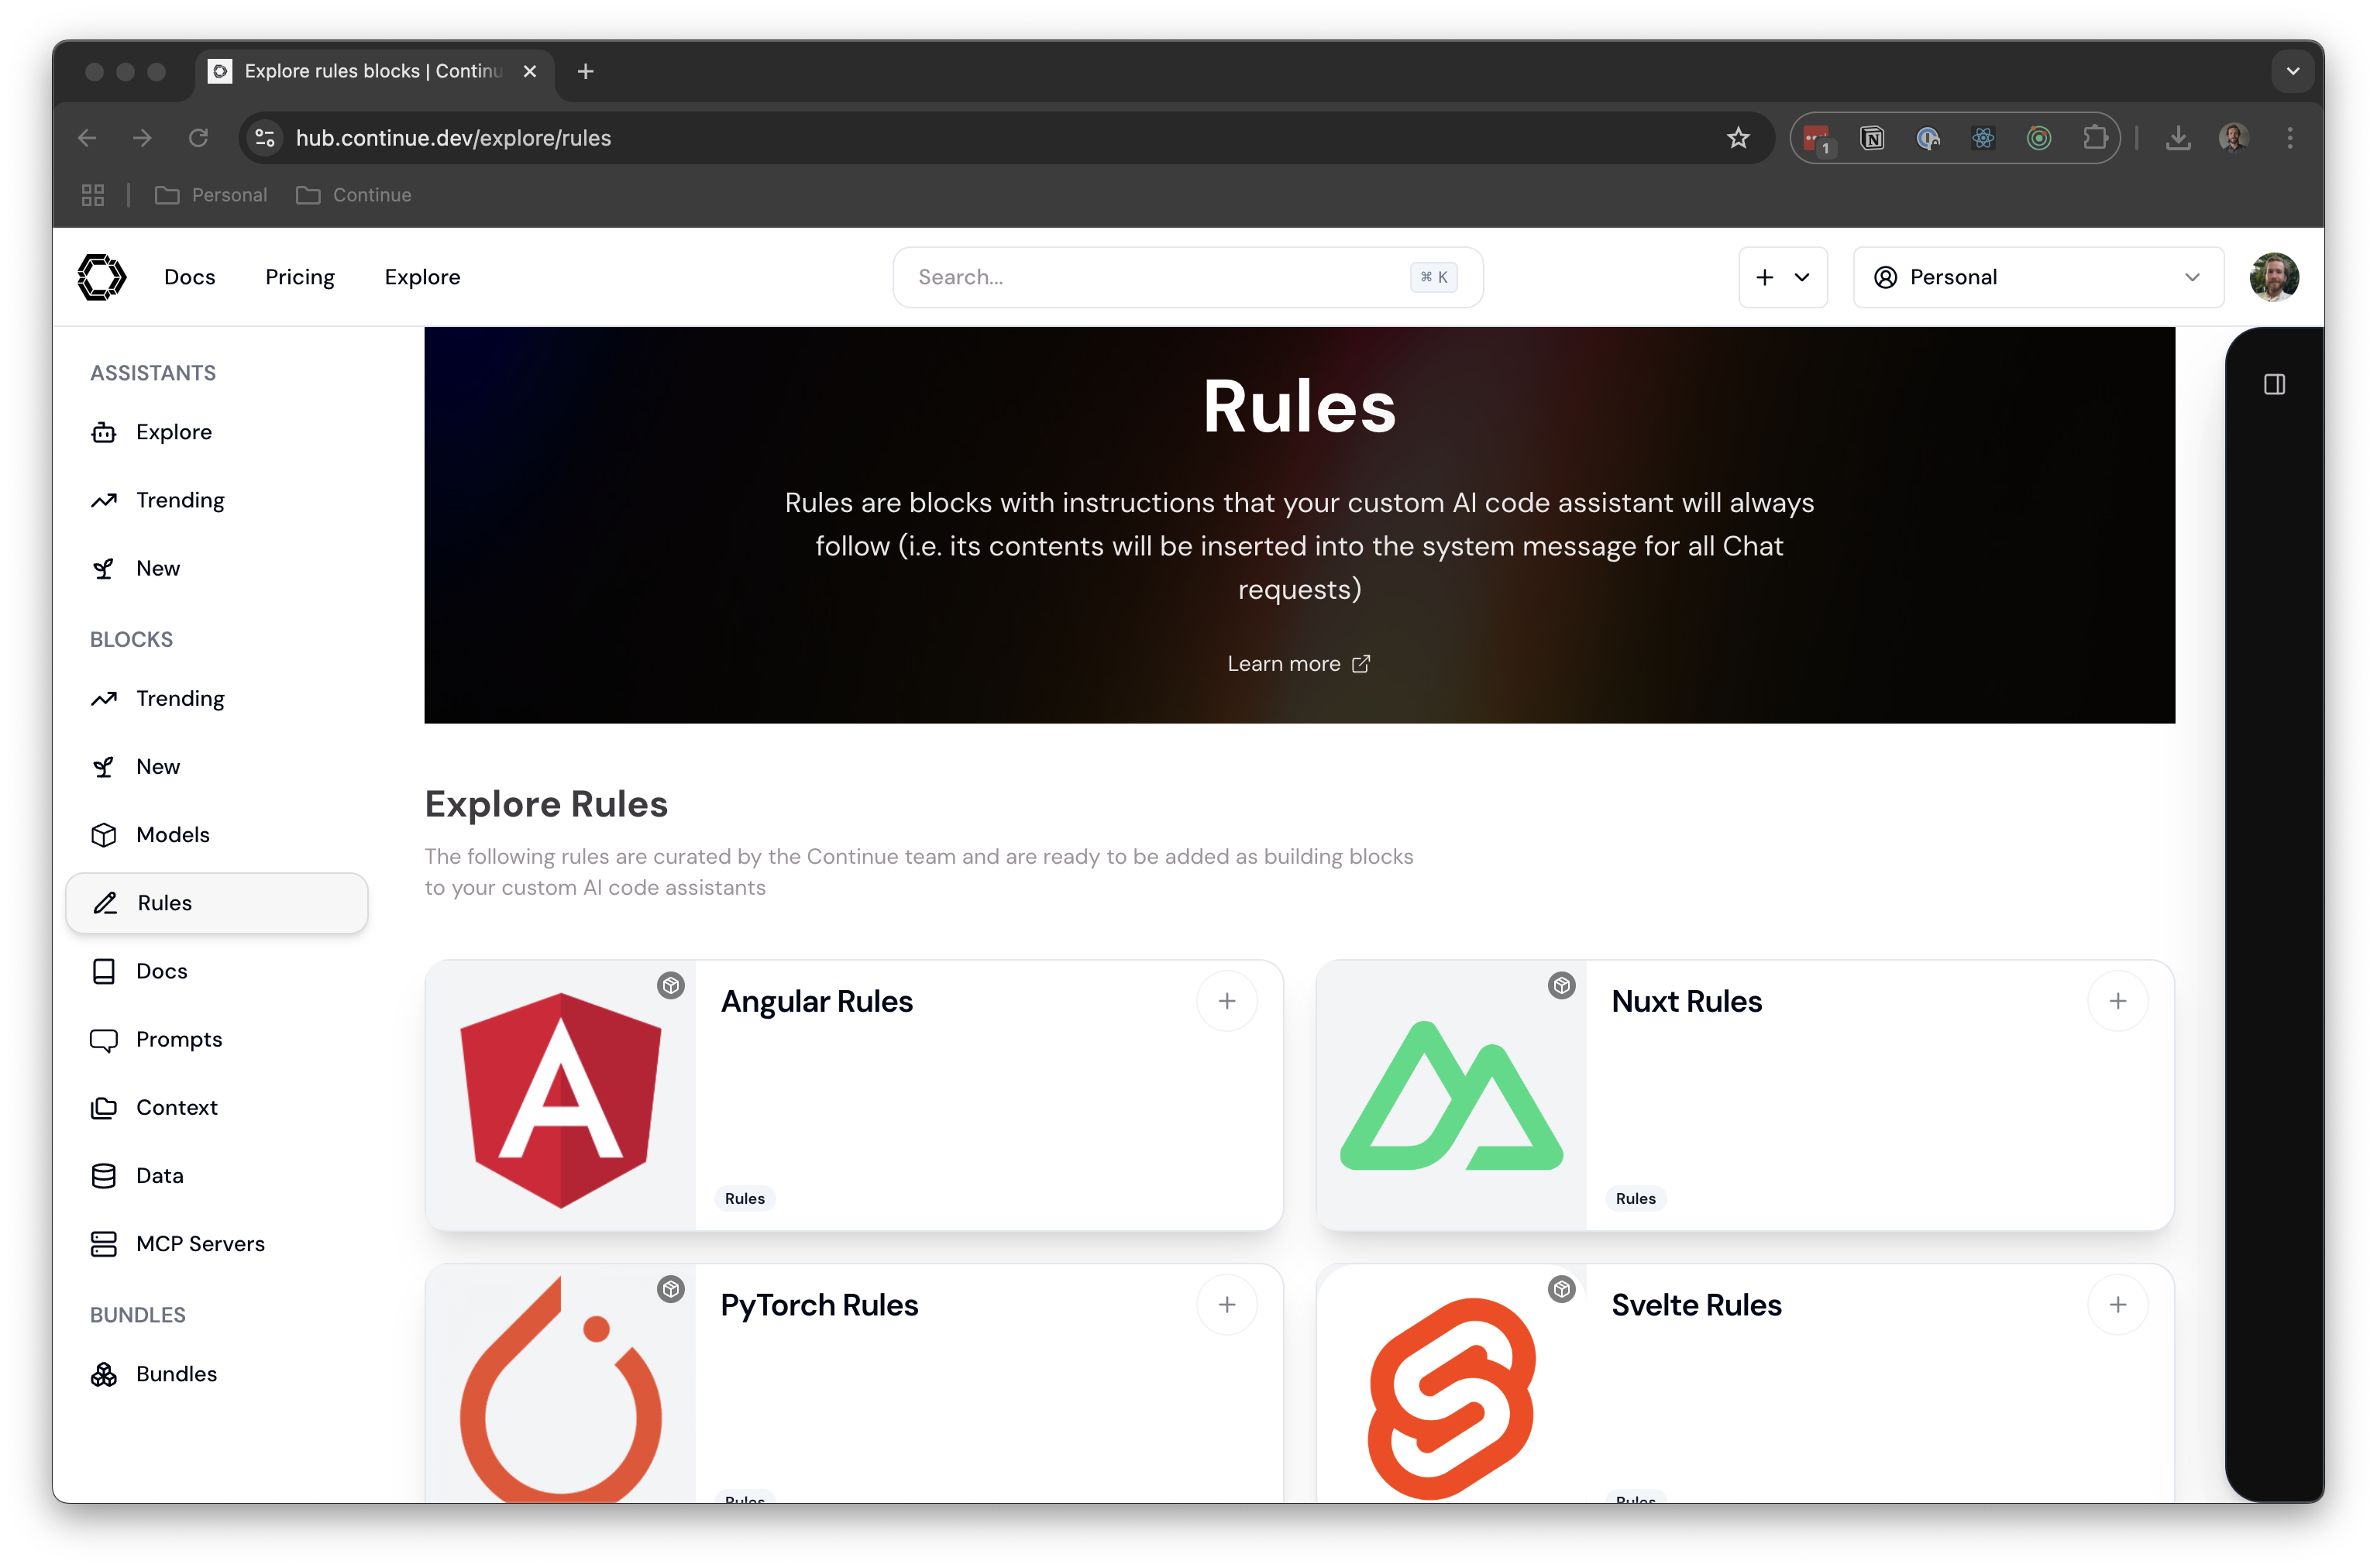 Explore rules blocks | Continu
hub.continue.dev/explore/rules
1
Personal
Continue
Docs
Pricing
Explore
Search...
⌘ K
Personal
ASSISTANTS
Explore
Trending
New
BLOCKS
Trending
New
Models
Rules
Docs
Prompts
Context
Data
MCP Servers
BUNDLES
Bundles
Rules
Rules are blocks with instructions that your custom AI code assistant will always
follow (i.e. its contents will be inserted into the system message for all Chat
requests)
Learn more
Explore Rules
The following rules are curated by the Continue team and are ready to be added as building blocks
to your custom AI code assistants
Angular Rules
Rules
Nuxt Rules
Rules
PyTorch Rules
Rules
Svelte Rules
Rules